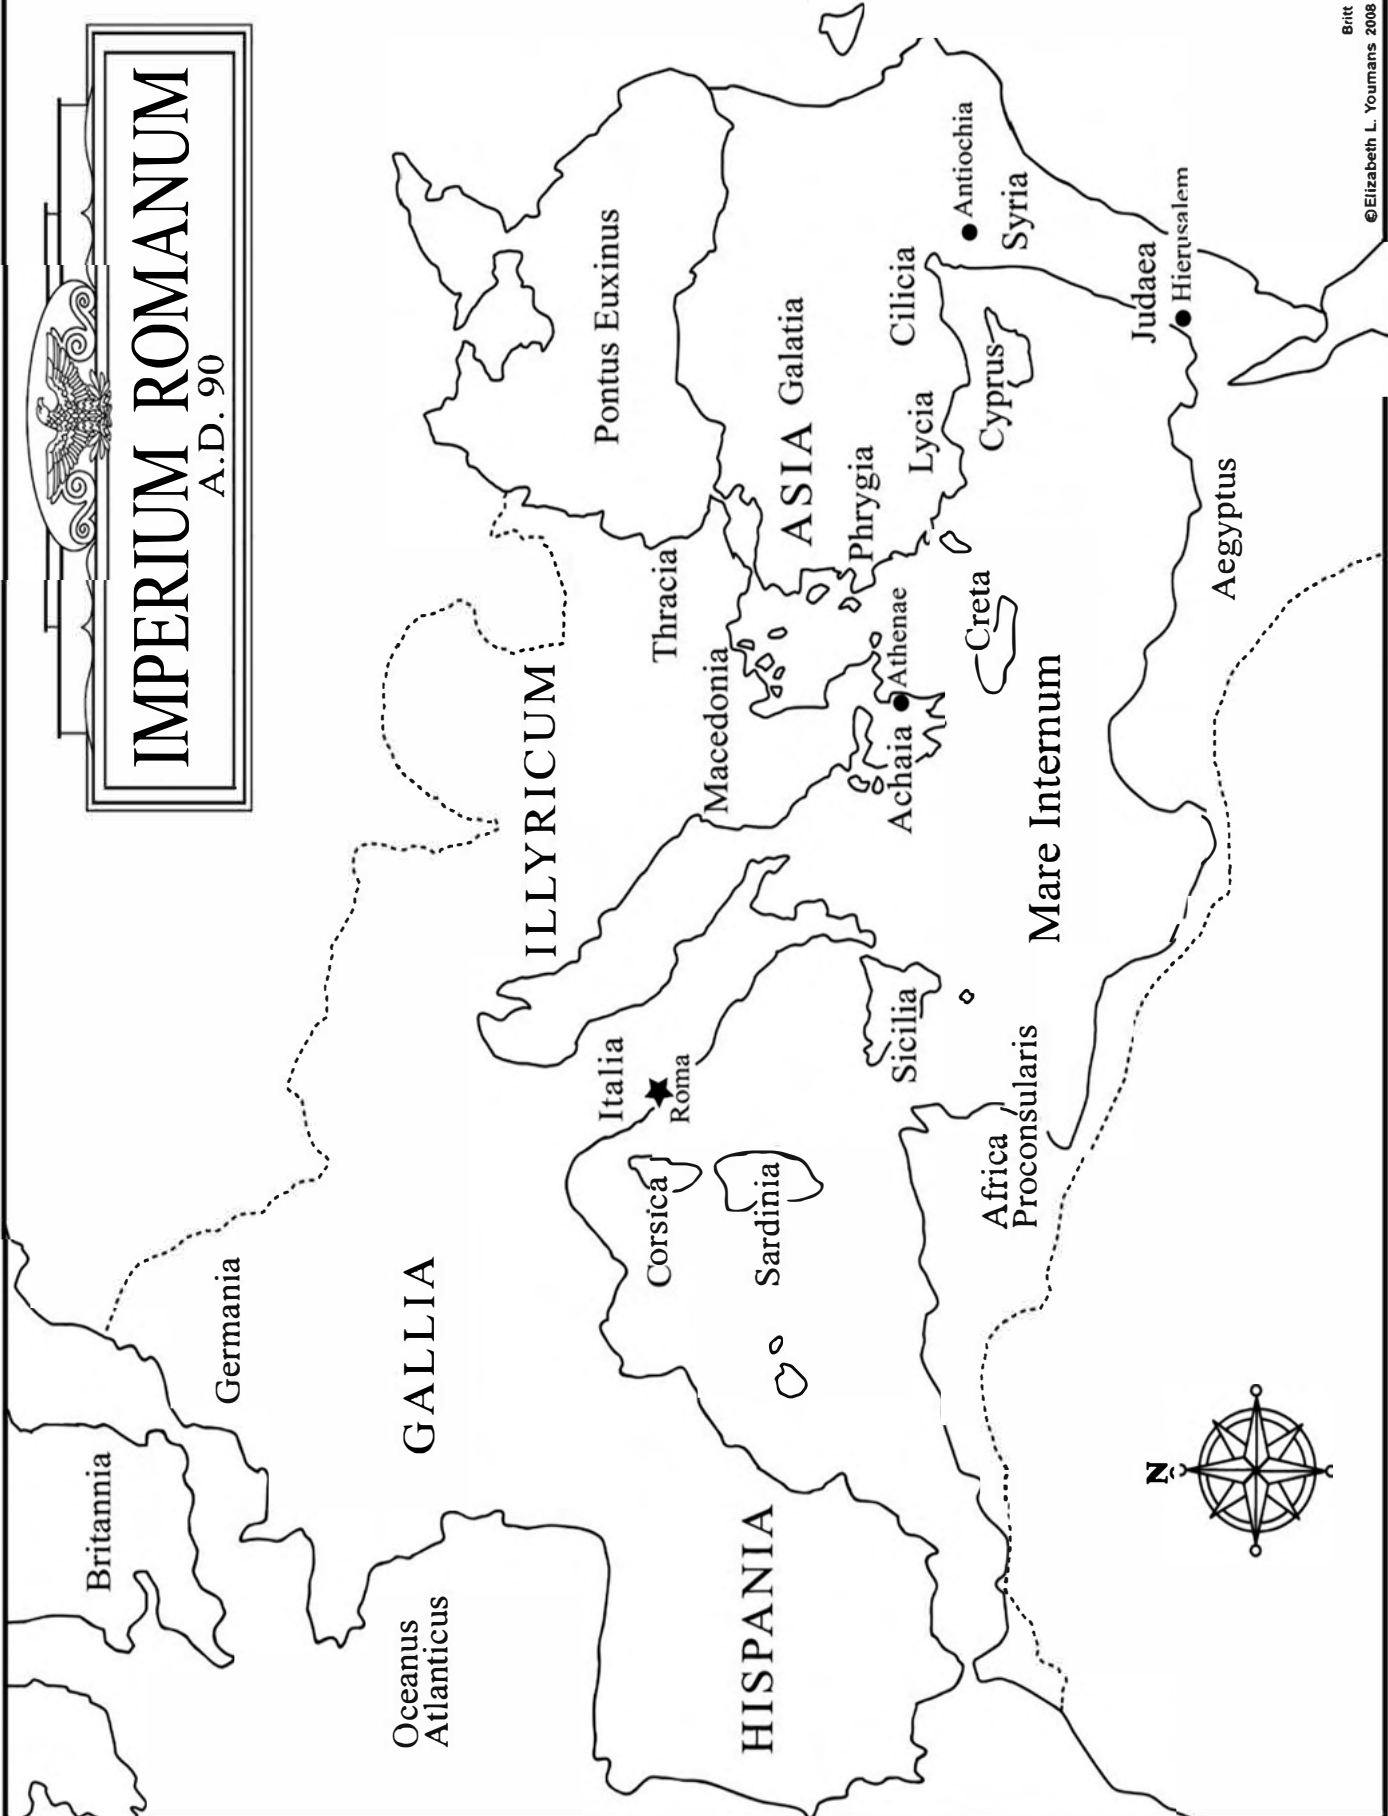 IMPERIUM ROMANUM
A.D. 90
Britannia
Germania
GALLIA
Oceanus
Atlanticus
HISPANIA
ILLYRICUM
Italia
Roma
Corsica
Sardinia
Sicilia
Thracia
Macedonia
Achaia
Athenae
Pontus Euxinus
ASIA
Galatia
Phrygia
Lycia
Cilicia
Cyprus
Creta
Antiochia
Syria
Judaea
Hierusalem
Mare Internum
Africa
Proconsularis
Aegyptus
N
Britt
©Elizabeth L. Youmans 2008